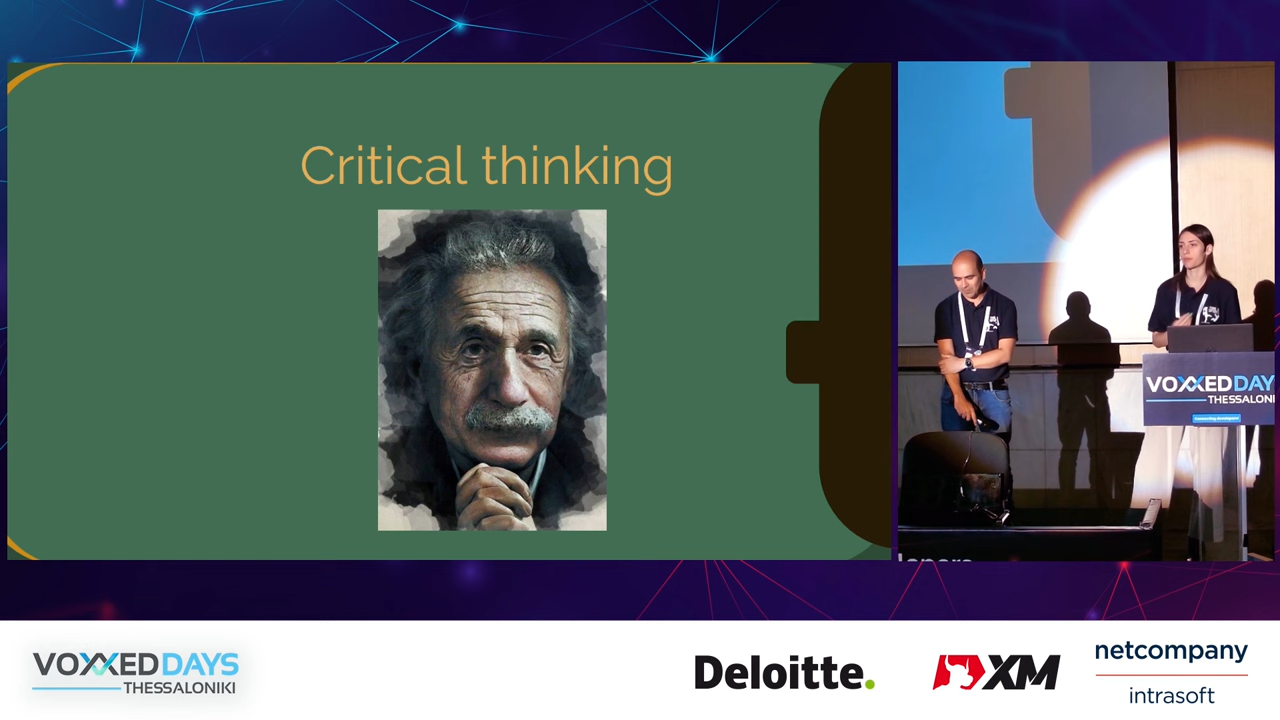 Critical thinking
VOXXED DAY
THESSALONI
VOXXED DAYS
THESSALONIKI
Deloitte.
XM
netcompany
intrasoft